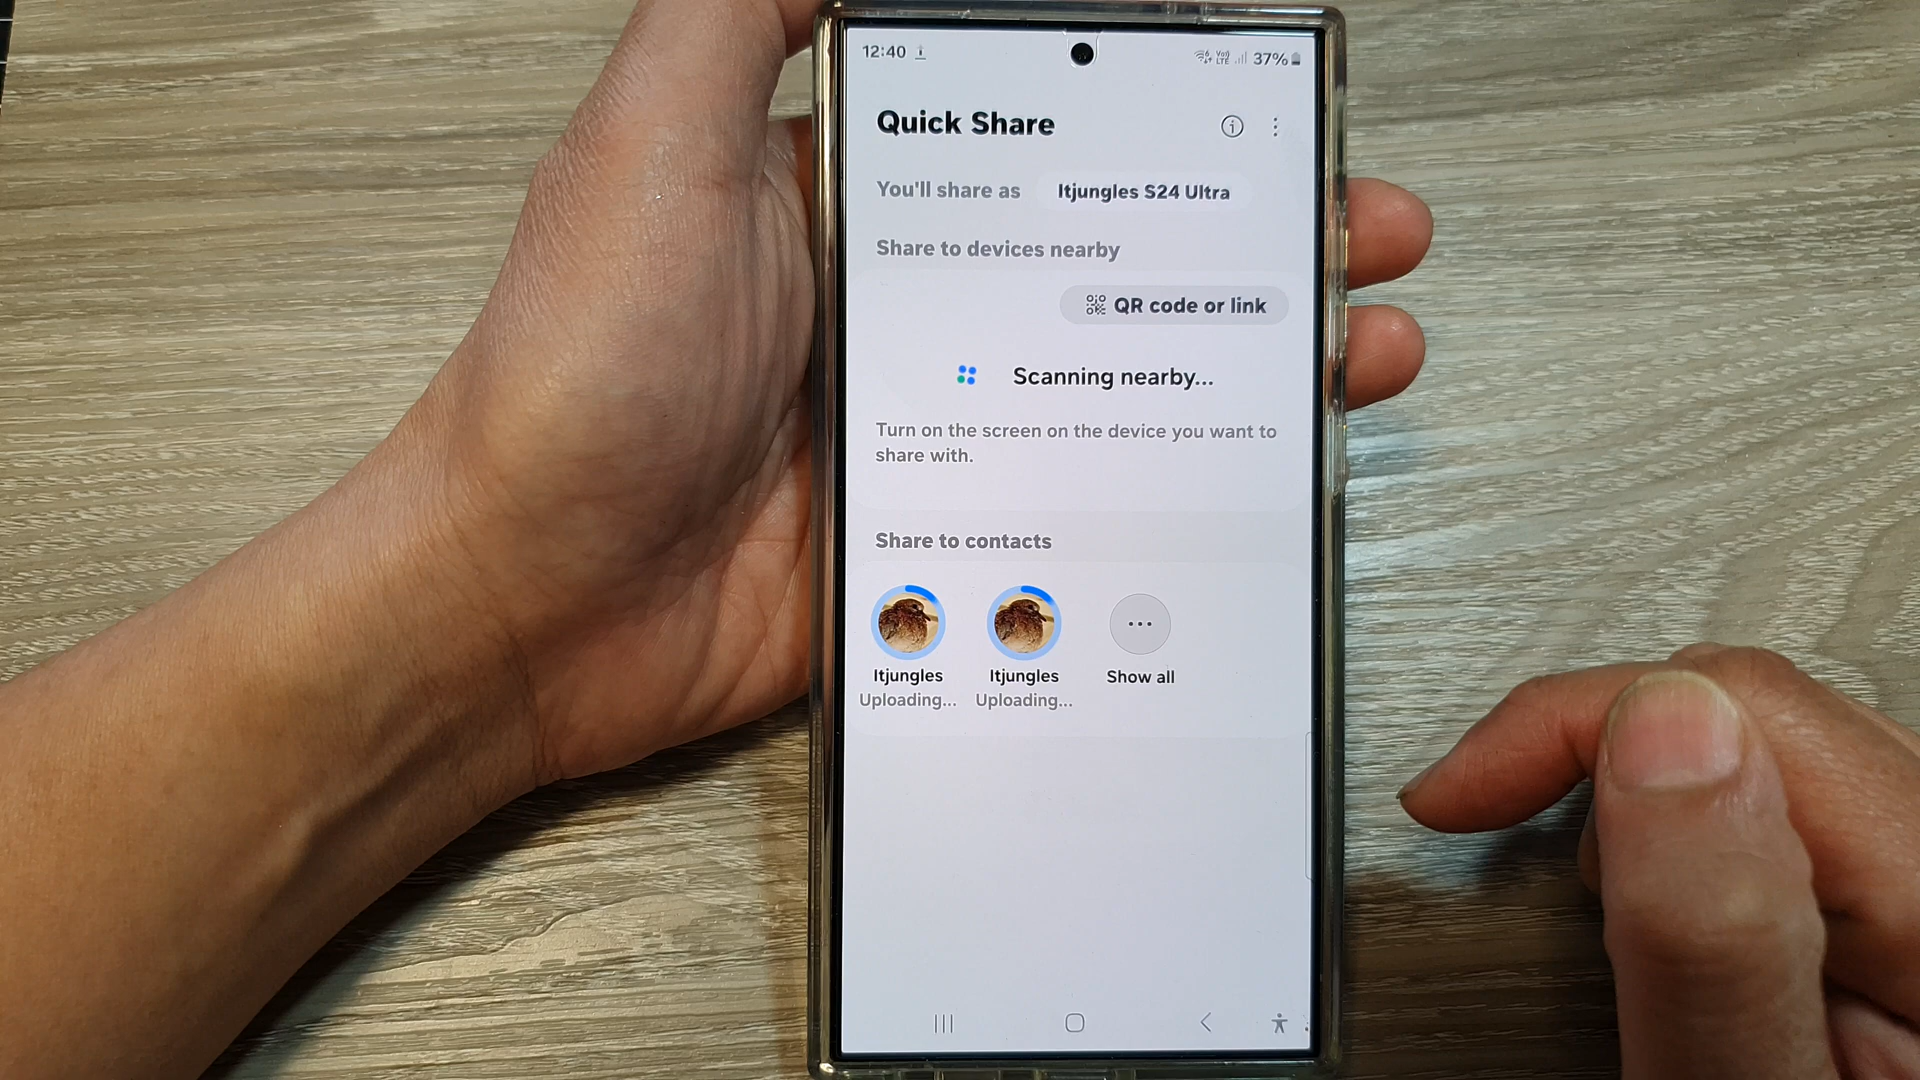 12:40
Vo)) LTE 37%
Quick Share
You'll share as Itjungles S24 Ultra
Share to devices nearby
QR code or link
Scanning nearby...
Turn on the screen on the device you want to
share with.
Share to contacts
Itjungles Itjungles Show all
Uploading... Uploading...